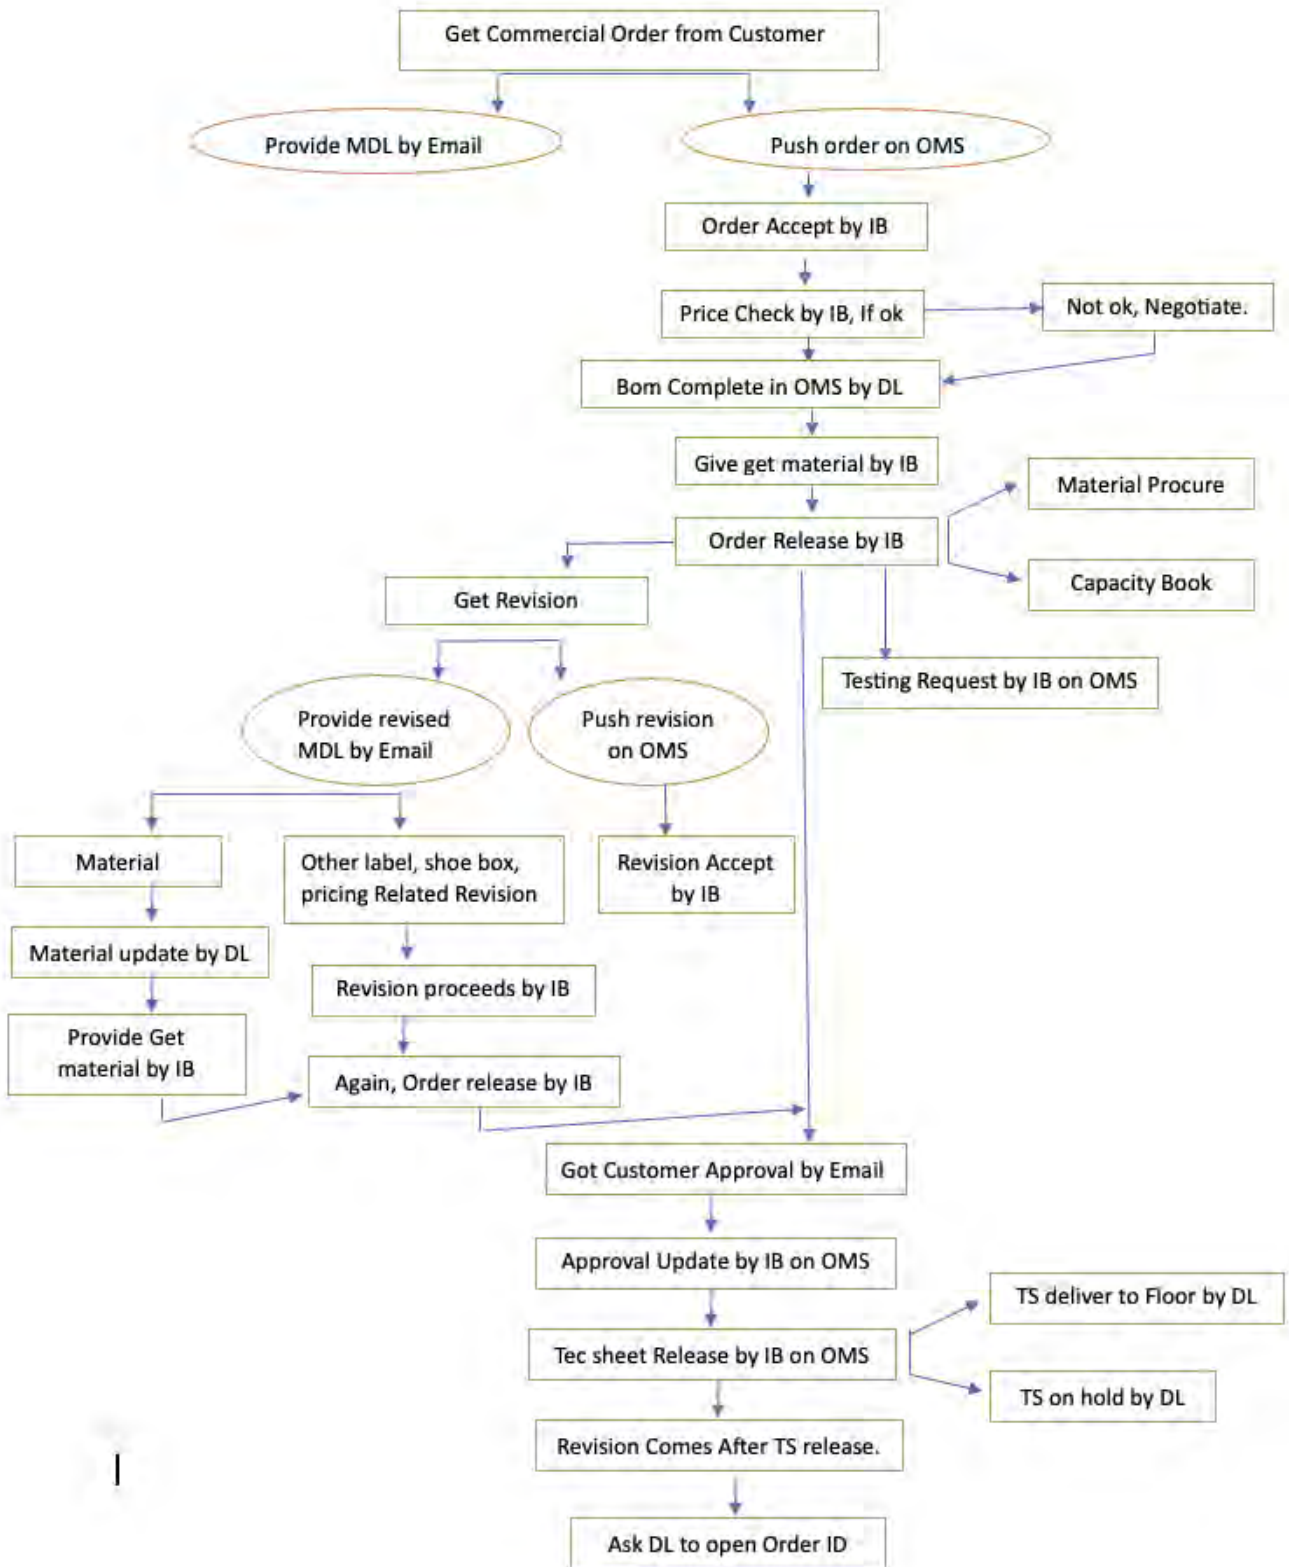 Get Commercial Order from Customer
Provide MDL by Email
Push order on OMS
Order Accept by IB
Price Check by IB, If ok
Not ok, Negotiate.
Bom Complete in OMS by DL
Give get material by IB
Material Procure
Order Release by IB
Capacity Book
Get Revision
Testing Request by IB on OMS
Provide revised
MDL by Email
Push revision
on OMS
Material
Other label, shoe box,
pricing Related Revision
Revision Accept
by IB
Material update by DL
Revision proceeds by IB
Provide Get
material by IB
Again, Order release by IB
Got Customer Approval by Email
Approval Update by IB on OMS
TS deliver to Floor by DL
Tec sheet Release by IB on OMS
TS on hold by DL
Revision Comes After TS release.
Ask DL to open Order ID